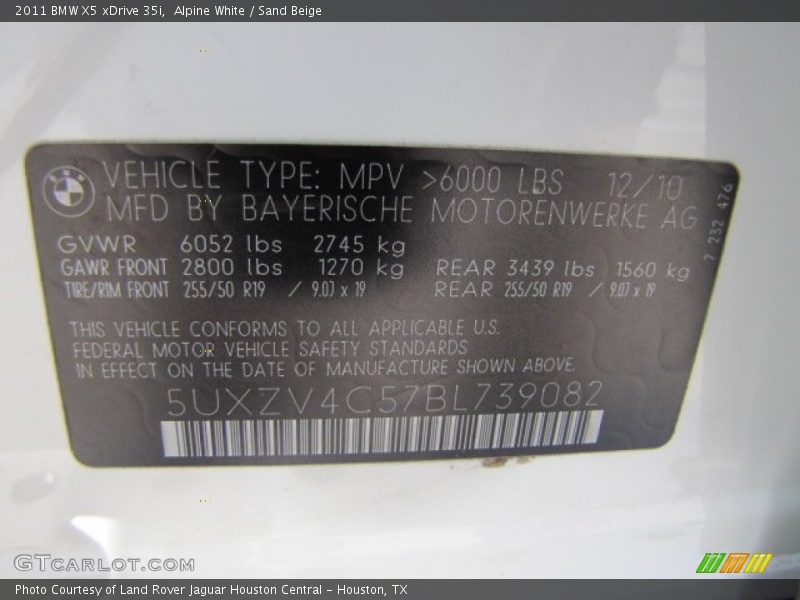 2011 BMW X5 xDrive 35i,  Alpine White / Sand Beige
BMW
VEHICLE TYPE: MPV >6000 LBS 12/10
MFD BY BAYERISCHE MOTORENWERKE AG
7 232 476
GVWR 6052 lbs 2745 kg
GAWR FRONT 2800 lbs 1270 kg REAR 3439 lbs 1560 kg
TIRE/RIM FRONT 255/50 R19 / 9.0J x 19 REAR 255/50 R19 / 9.0J x 19
THIS VEHICLE CONFORMS TO ALL APPLICABLE U.S.
FEDERAL MOTOR VEHICLE SAFETY STANDARDS
IN EFFECT ON THE DATE OF MANUFACTURE SHOWN ABOVE.
5UXZV4C57BL739082
GTCARLOT.COM
Photo Courtesy of Land Rover Jaguar Houston Central – Houston, TX